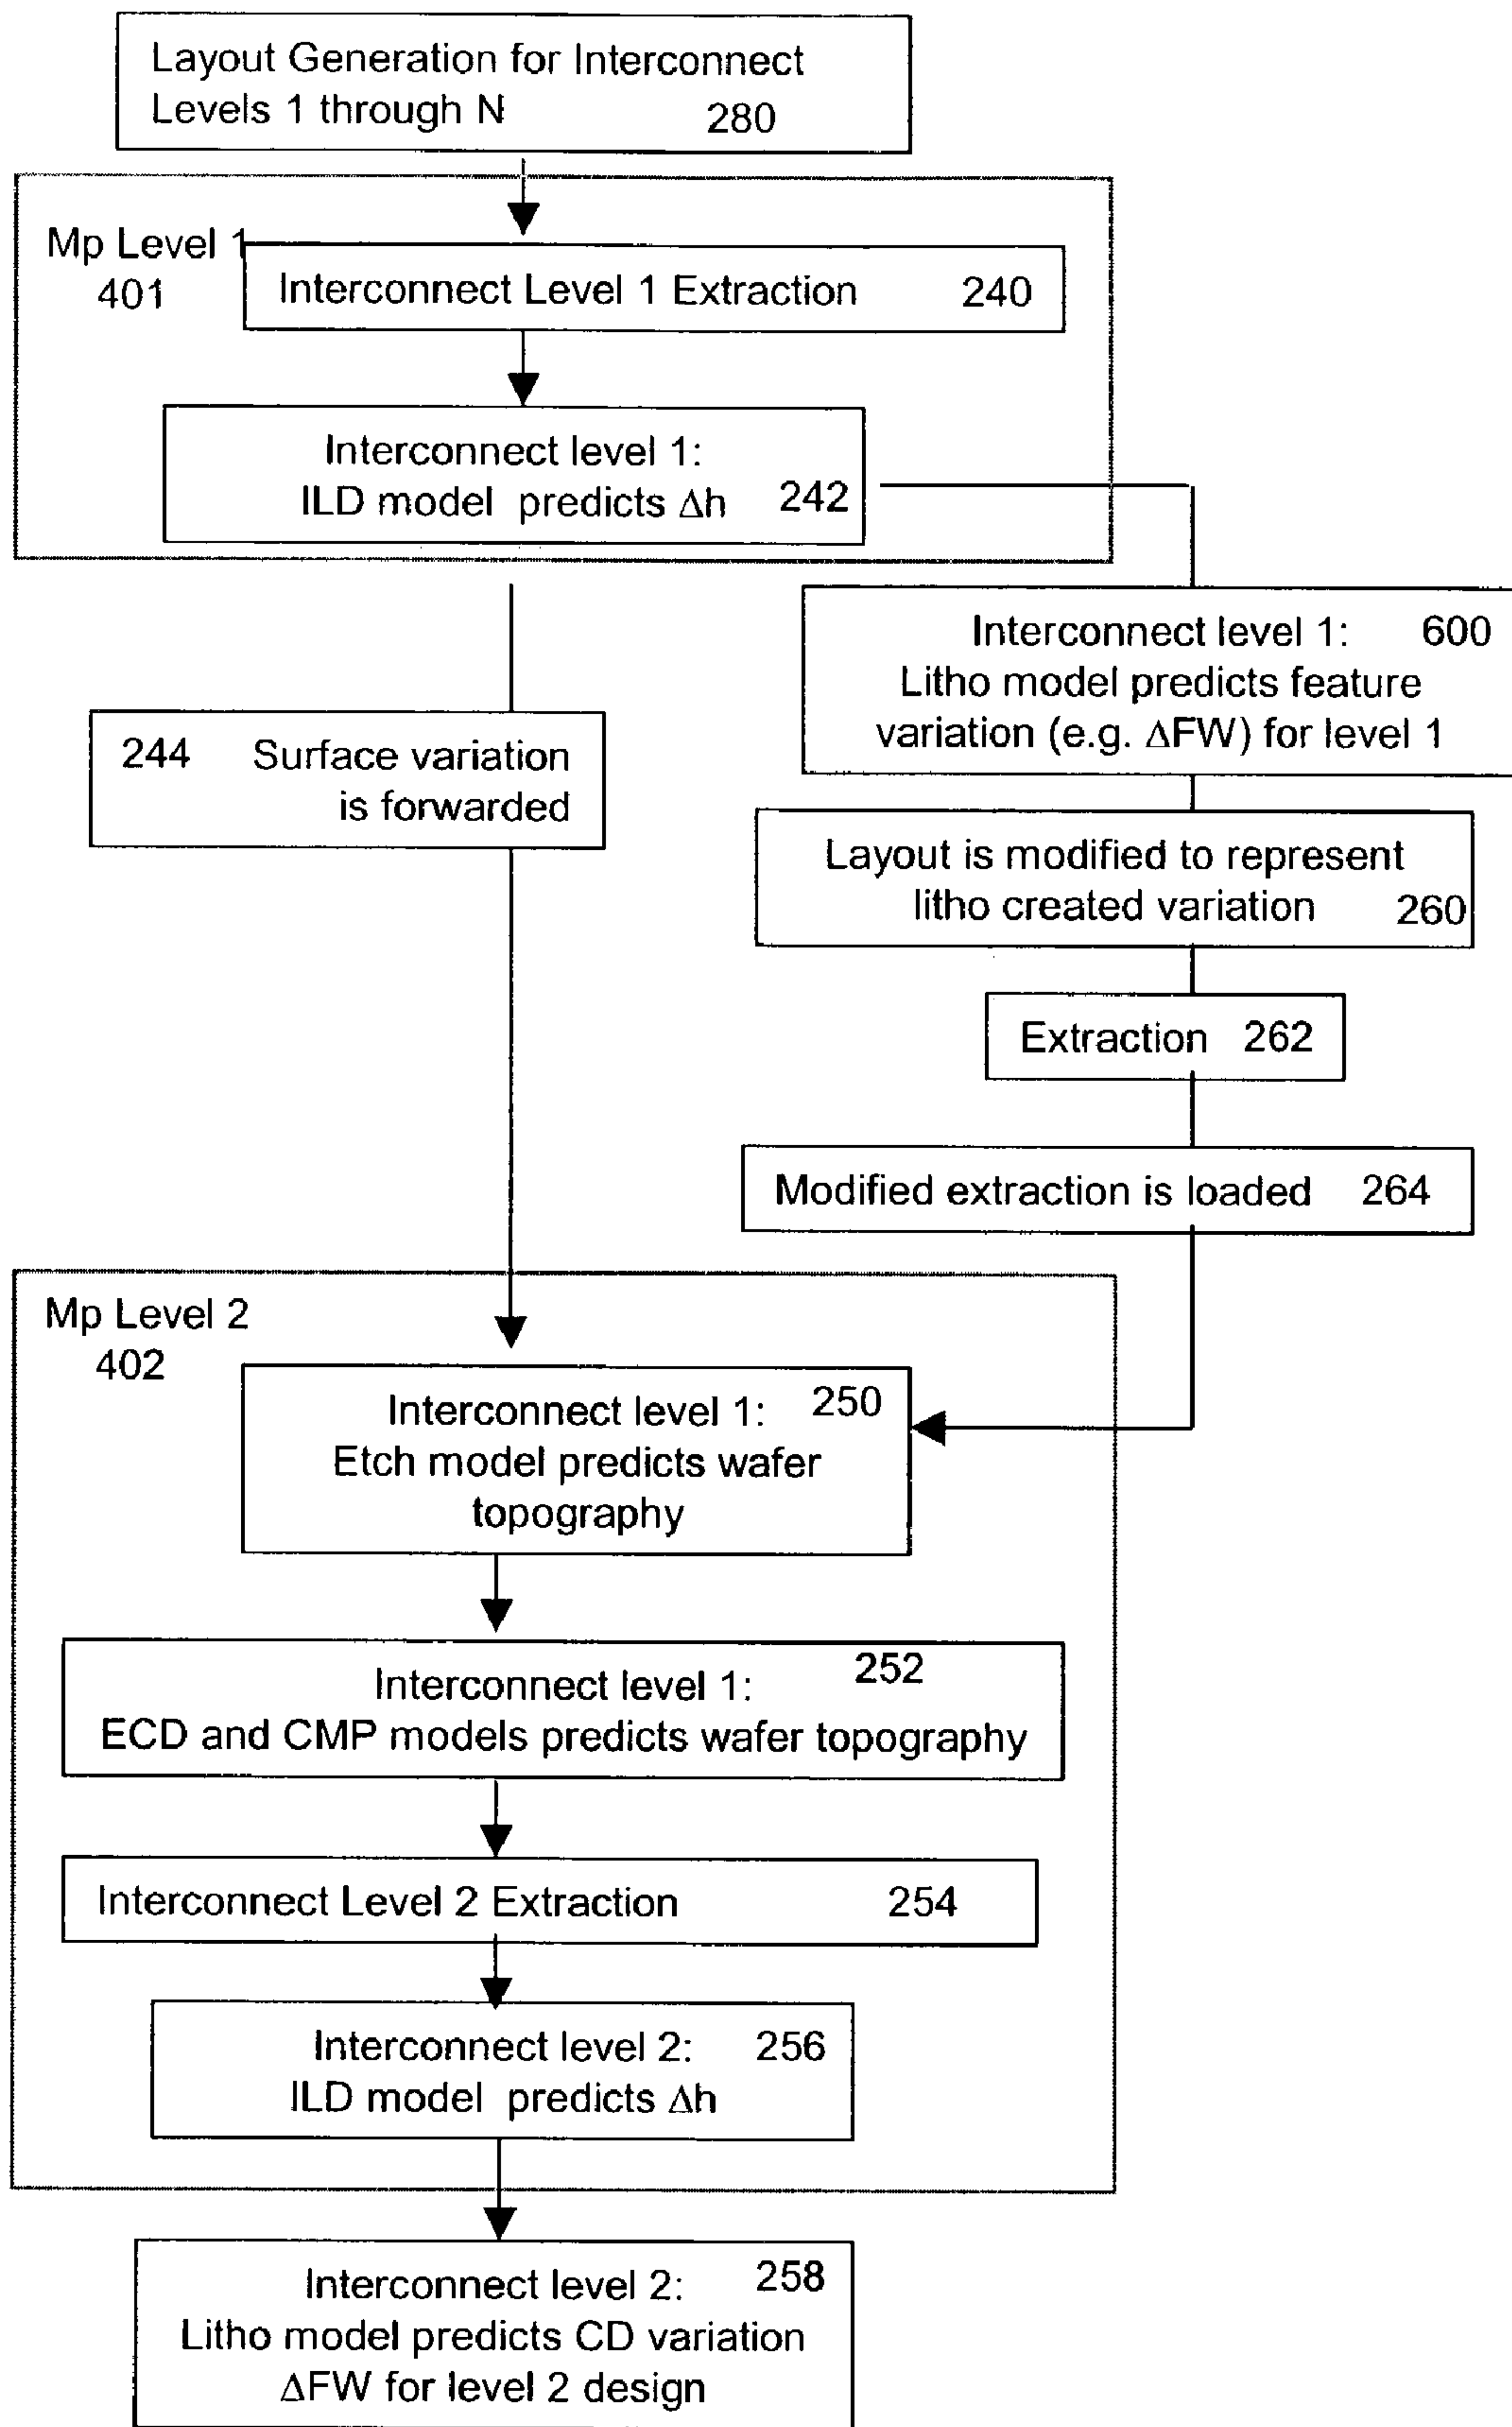 Layout Generation for Interconnect
Levels 1 through N 280
Mp Level 1
401
Interconnect Level 1 Extraction 240
Interconnect level 1:
ILD model predicts Δh 242
Interconnect level 1: 600
Litho model predicts feature
variation (e.g. ΔFW) for level 1
244 Surface variation
is forwarded
Layout is modified to represent
litho created variation 260
Extraction 262
Modified extraction is loaded 264
Mp Level 2
402
Interconnect level 1: 250
Etch model predicts wafer
topography
Interconnect level 1: 252
ECD and CMP models predicts wafer topography
Interconnect Level 2 Extraction 254
Interconnect level 2: 256
ILD model predicts Δh
Interconnect level 2: 258
Litho model predicts CD variation
ΔFW for level 2 design